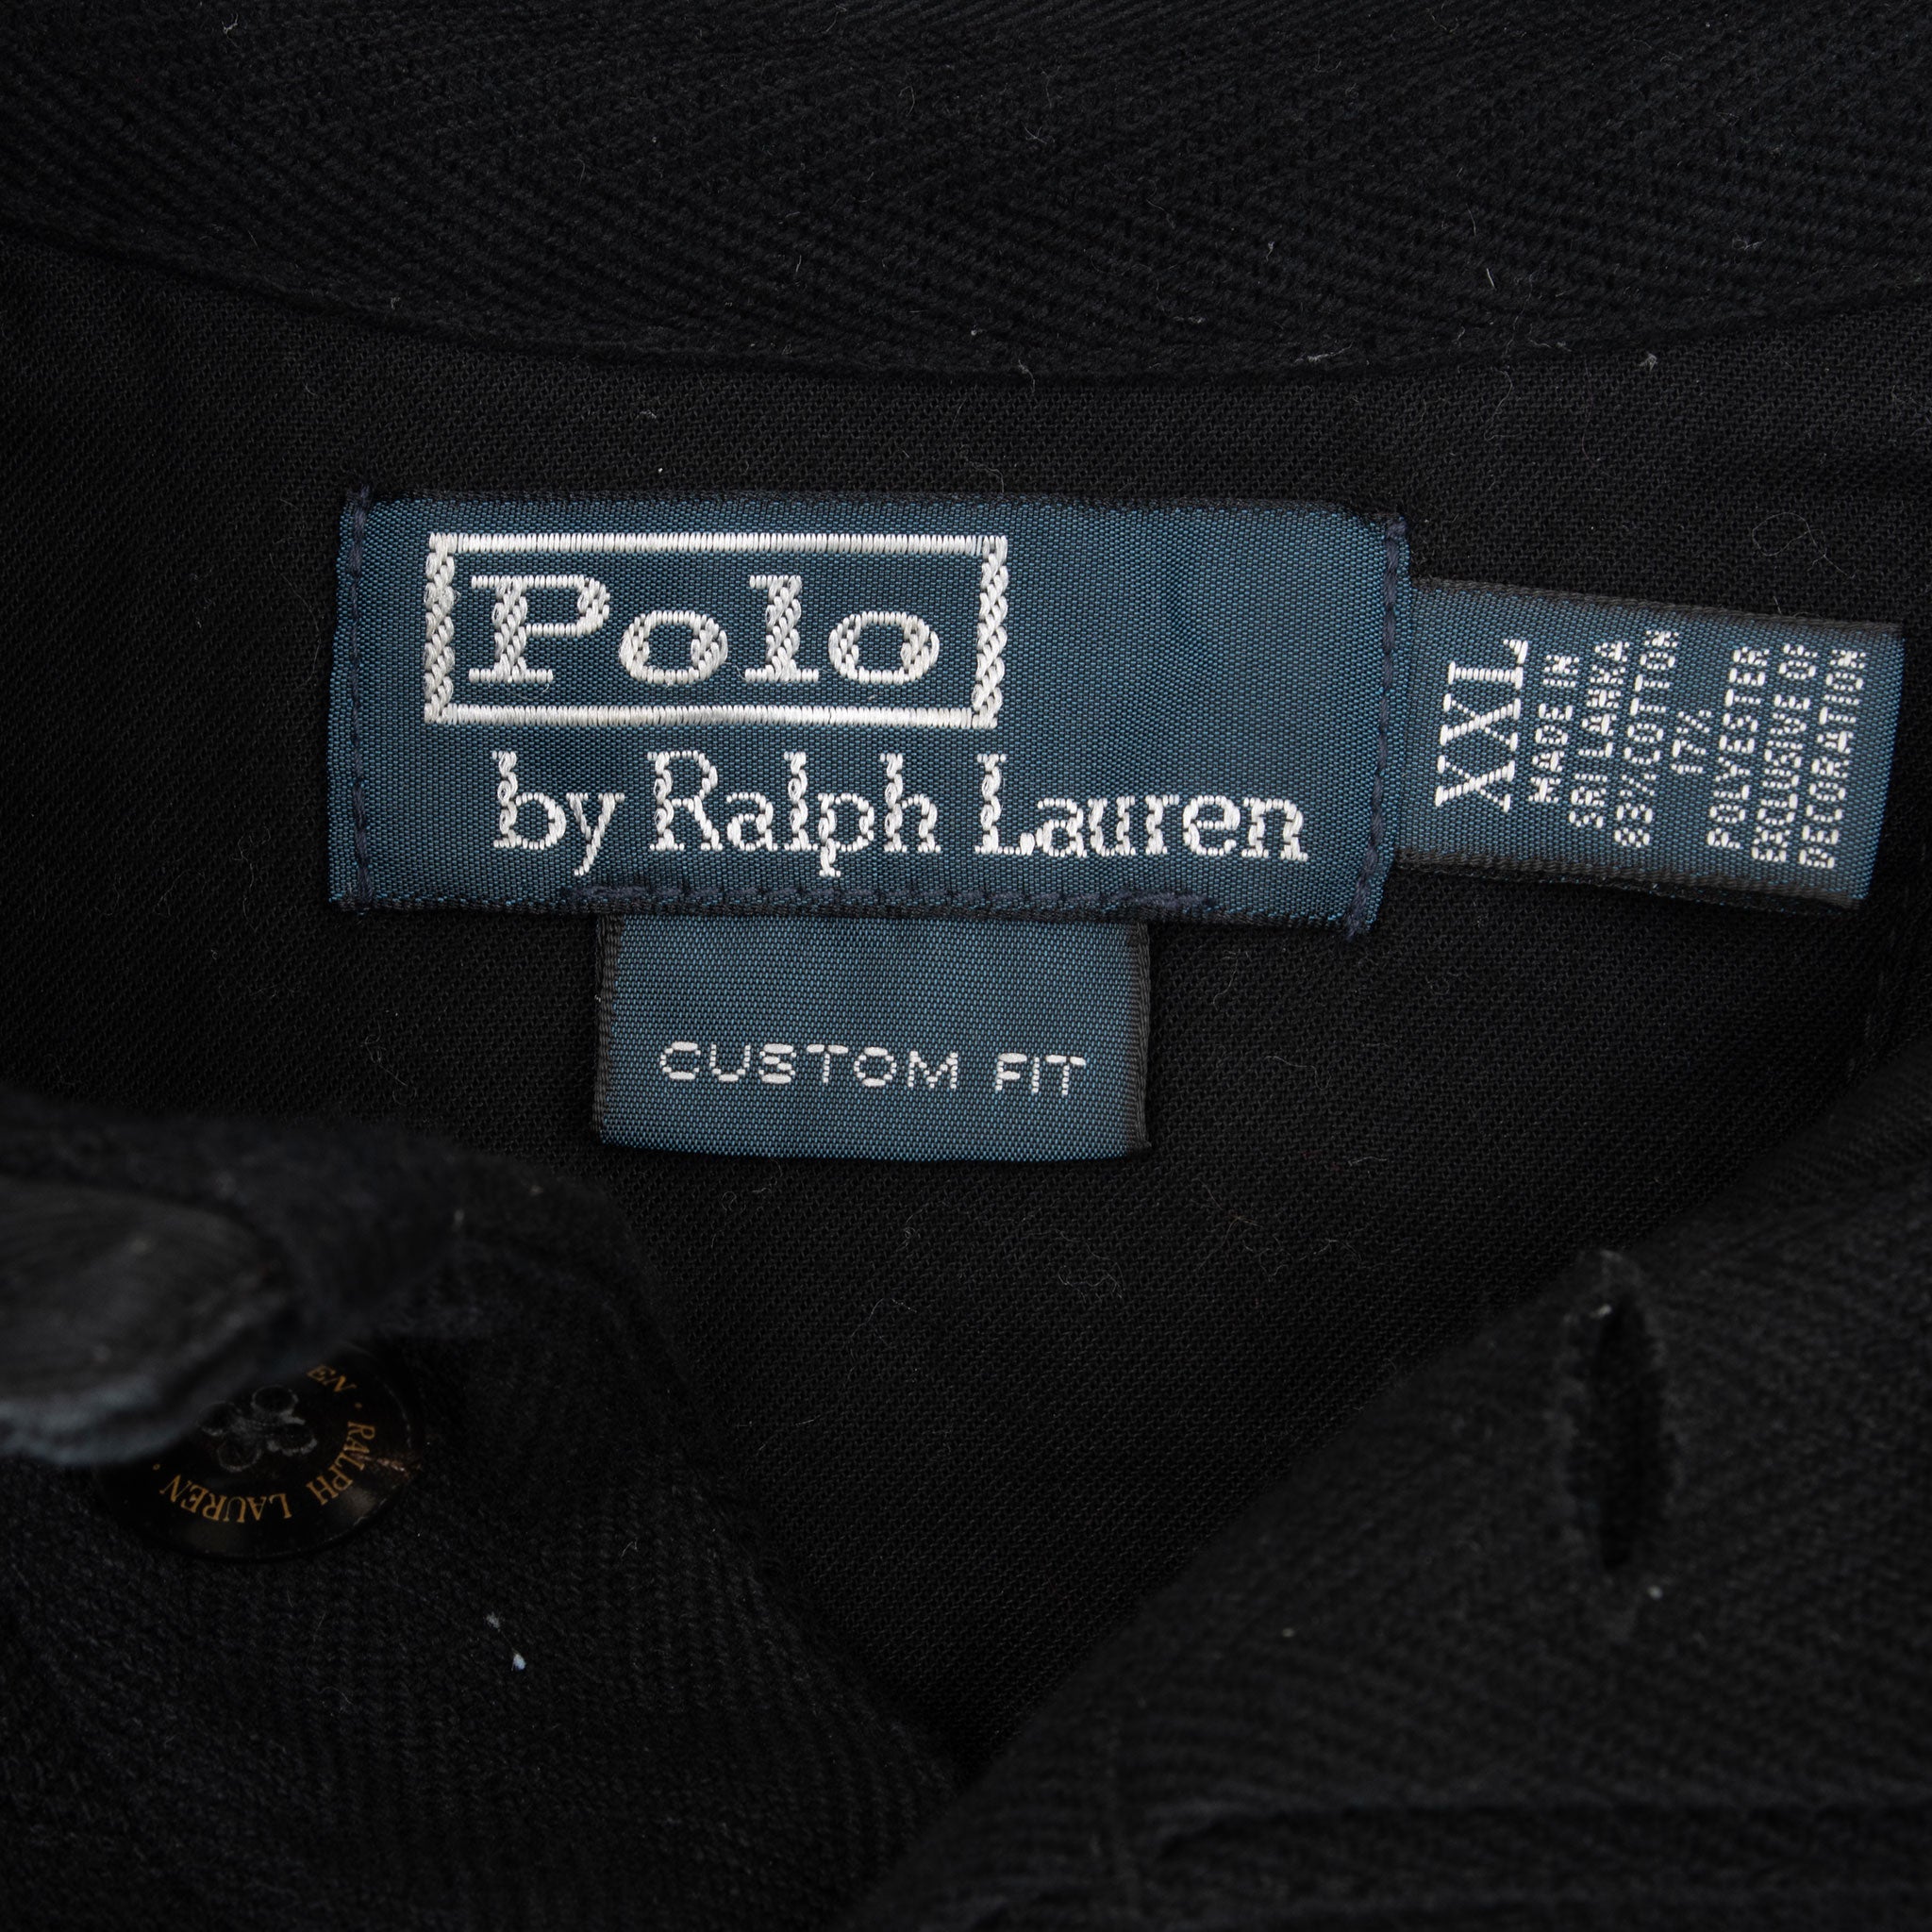 Polo
by Ralph Lauren
XXL
MADE IN
SRI LANKA
83% COTTON
17%
POLYESTER
EXCLUSIVE OF
DECORATION
CUSTOM FIT
EN · RALPH LAUREN ·